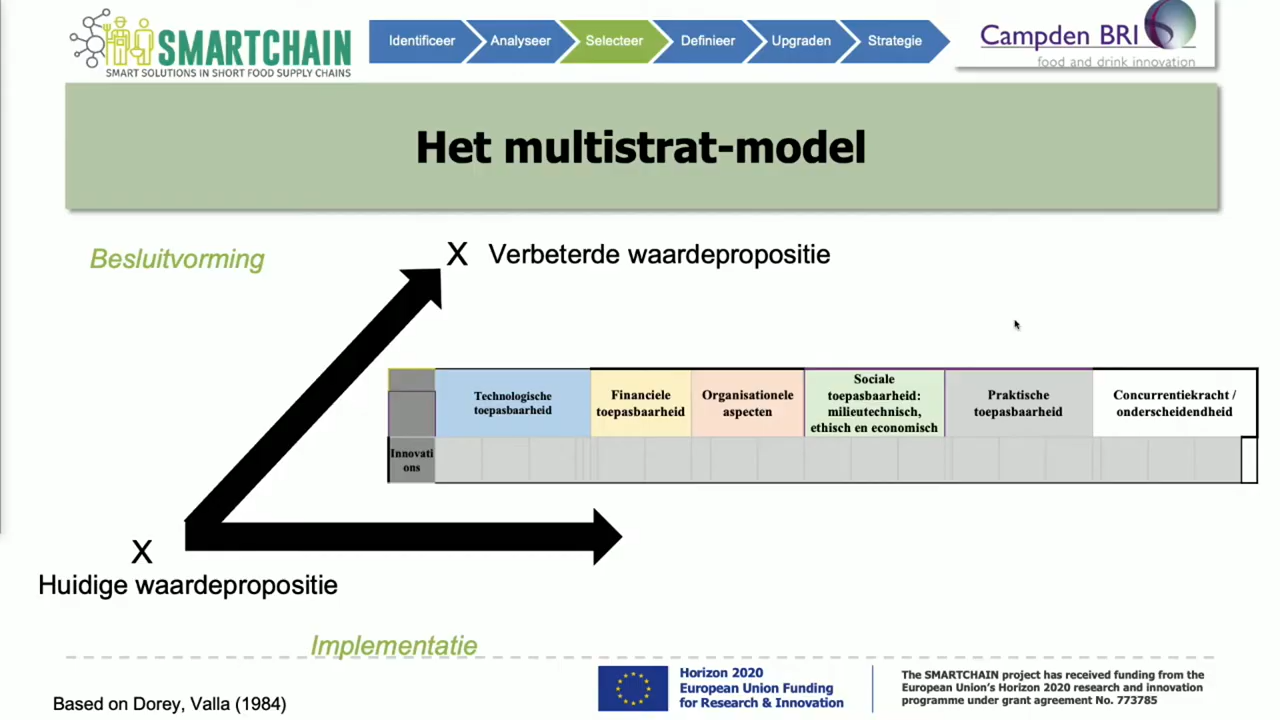 SMARTCHAIN
SMART SOLUTIONS IN SHORT FOOD SUPPLY CHAINS
Identificeer
Analyseer
Selecteer
Definieer
Upgraden
Strategie
Campden BRI
food and drink innovation
Het multistrat-model
Besluitvorming
X Verbeterde waardepropositie
Technologische
toepasbaarheid
Financiele
toepasbaarheid
Organisationele
aspecten
Sociale
toepasbaarheid:
milieutechnisch,
ethisch en economisch
Praktische
toepasbaarheid
Concurrentiekracht /
onderscheidendheid
Innovati
ons
X
Huidige waardepropositie
Implementatie
Based on Dorey, Valla (1984)
Horizon 2020
European Union Funding
for Research & Innovation
The SMARTCHAIN project has received funding from the
European Union's Horizon 2020 research and innovation
programme under grant agreement No. 773785